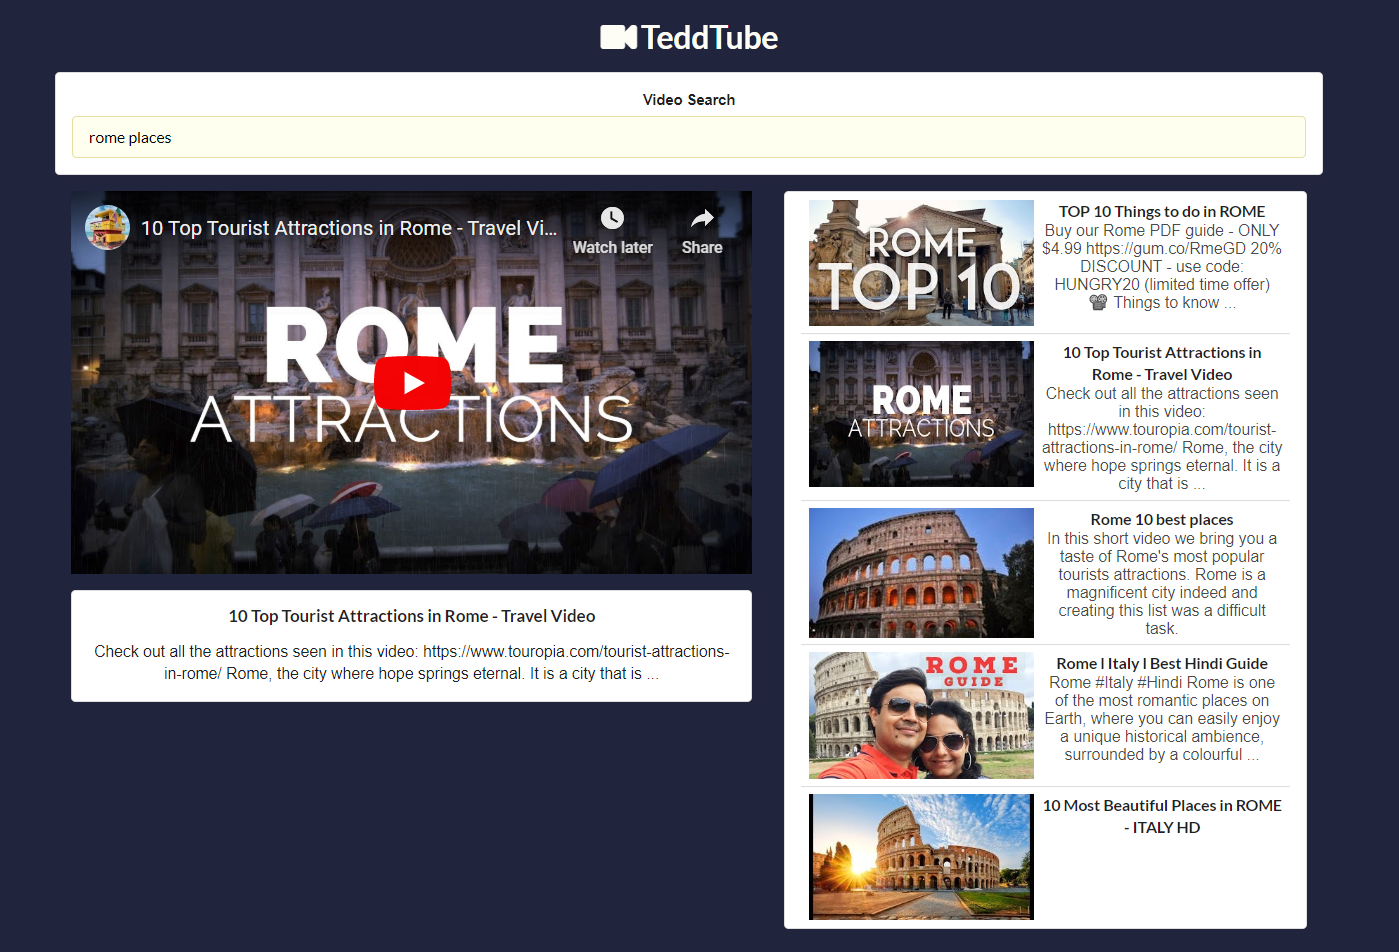 TeddTube
Video Search
rome places
10 Top Tourist Attractions in Rome - Travel Vi...
Watch later
Share
ROME
ATTRACTIONS
10 Top Tourist Attractions in Rome - Travel Video
Check out all the attractions seen in this video: https://www.touropia.com/tourist-attractions-
in-rome/ Rome, the city where hope springs eternal. It is a city that is ...
ROME
TOP 10
TOP 10 Things to do in ROME
Buy our Rome PDF guide - ONLY
$4.99 https://gum.co/RmeGD 20%
DISCOUNT - use code:
HUNGRY20 (limited time offer)
📽 Things to know ...
ROME
ATTRACTIONS
10 Top Tourist Attractions in
Rome - Travel Video
Check out all the attractions seen
in this video:
https://www.touropia.com/tourist-
attractions-in-rome/ Rome, the city
where hope springs eternal. It is a
city that is ...
Rome 10 best places
In this short video we bring you a
taste of Rome's most popular
tourists attractions. Rome is a
magnificent city indeed and
creating this list was a difficult
task.
ROME
GUIDE
Rome l Italy l Best Hindi Guide
Rome #Italy #Hindi Rome is one
of the most romantic places on
Earth, where you can easily enjoy
a unique historical ambience,
surrounded by a colourful ...
10 Most Beautiful Places in ROME
- ITALY HD